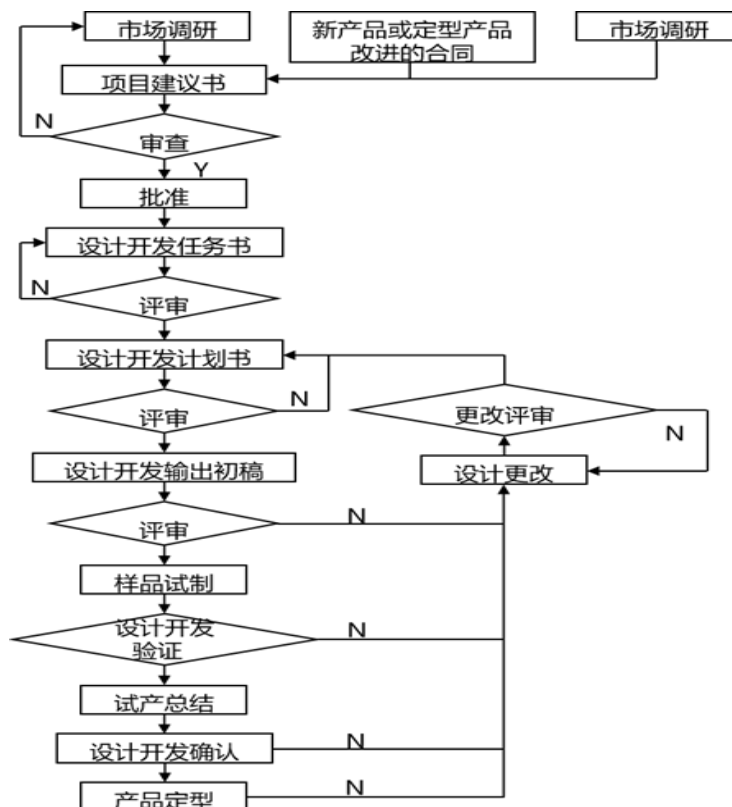 市场调研
新产品或定型产品
改进的合同
市场调研
项目建议书
N
审查
Y
批准
设计开发任务书
N
评审
设计开发计划书
N
评审
更改评审
N
设计开发输出初稿
设计更改
评审
N
样品试制
设计开发
验证
N
试产总结
设计开发确认
N
产品定型
N